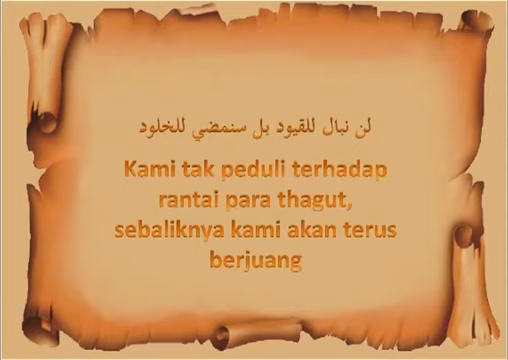 لن نبال للقيود بل سنمضي للخلود
Kami tak peduli terhadap
rantai para thagut,
sebaliknya kami akan terus
berjuang